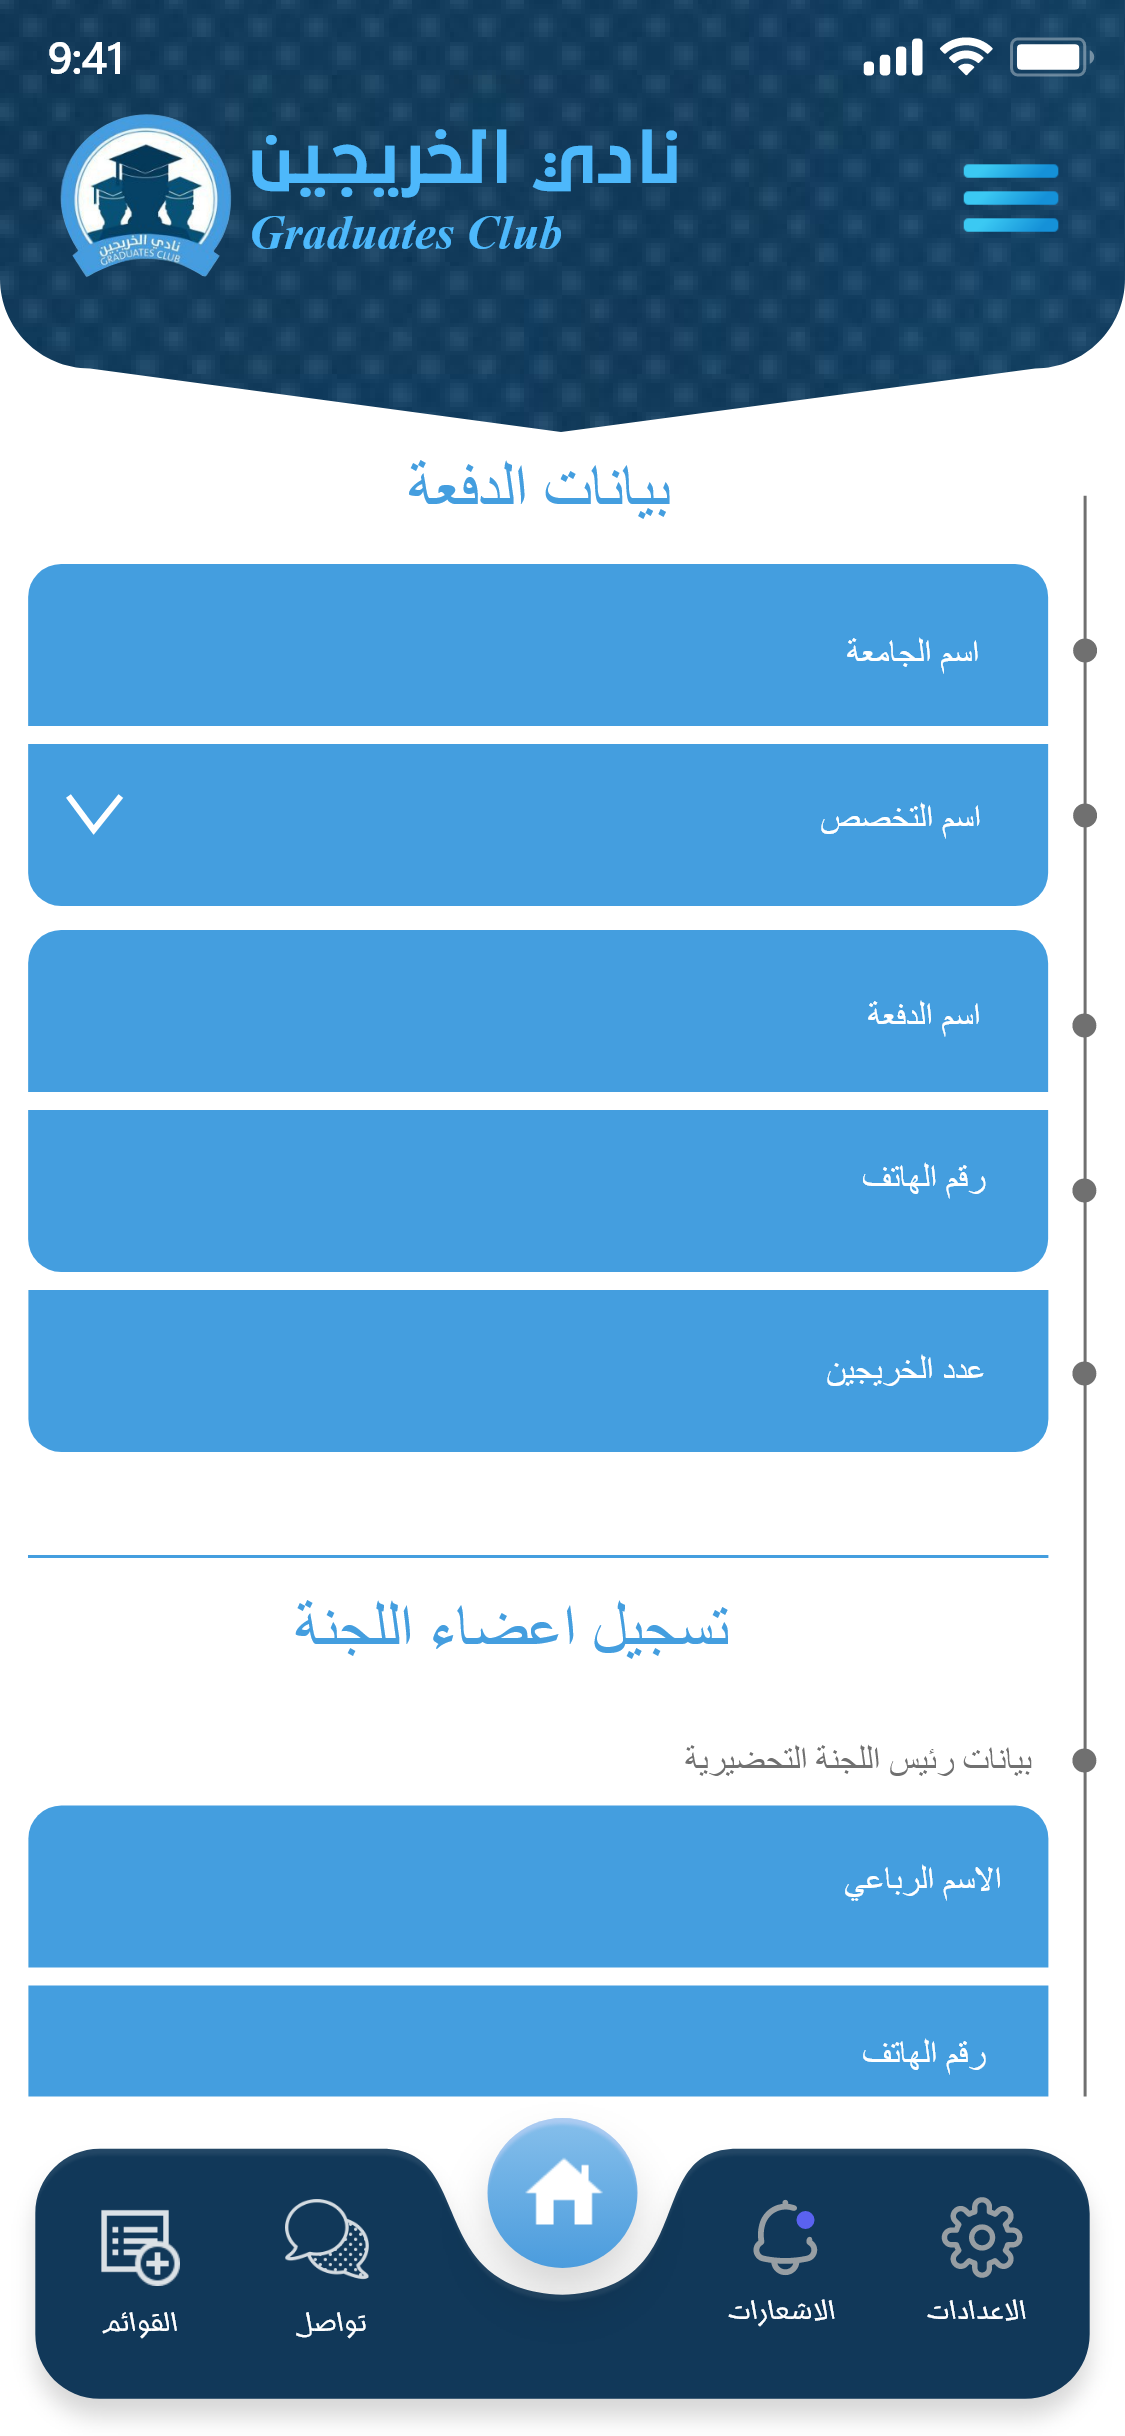 9:41
نادي الخريجين
Graduates Club
نادي الخريجين
GRADUATES CLUB
بيانات الدفعة
اسم الجامعة
اسم التخصص
اسم الدفعة
رقم الهاتف
عدد الخريجين
تسجيل اعضاء اللجنة
بيانات رئيس اللجنة التحضيرية
الاسم الرباعي
رقم الهاتف
الاعدادات
الاشعارات
تواصل
القوائم